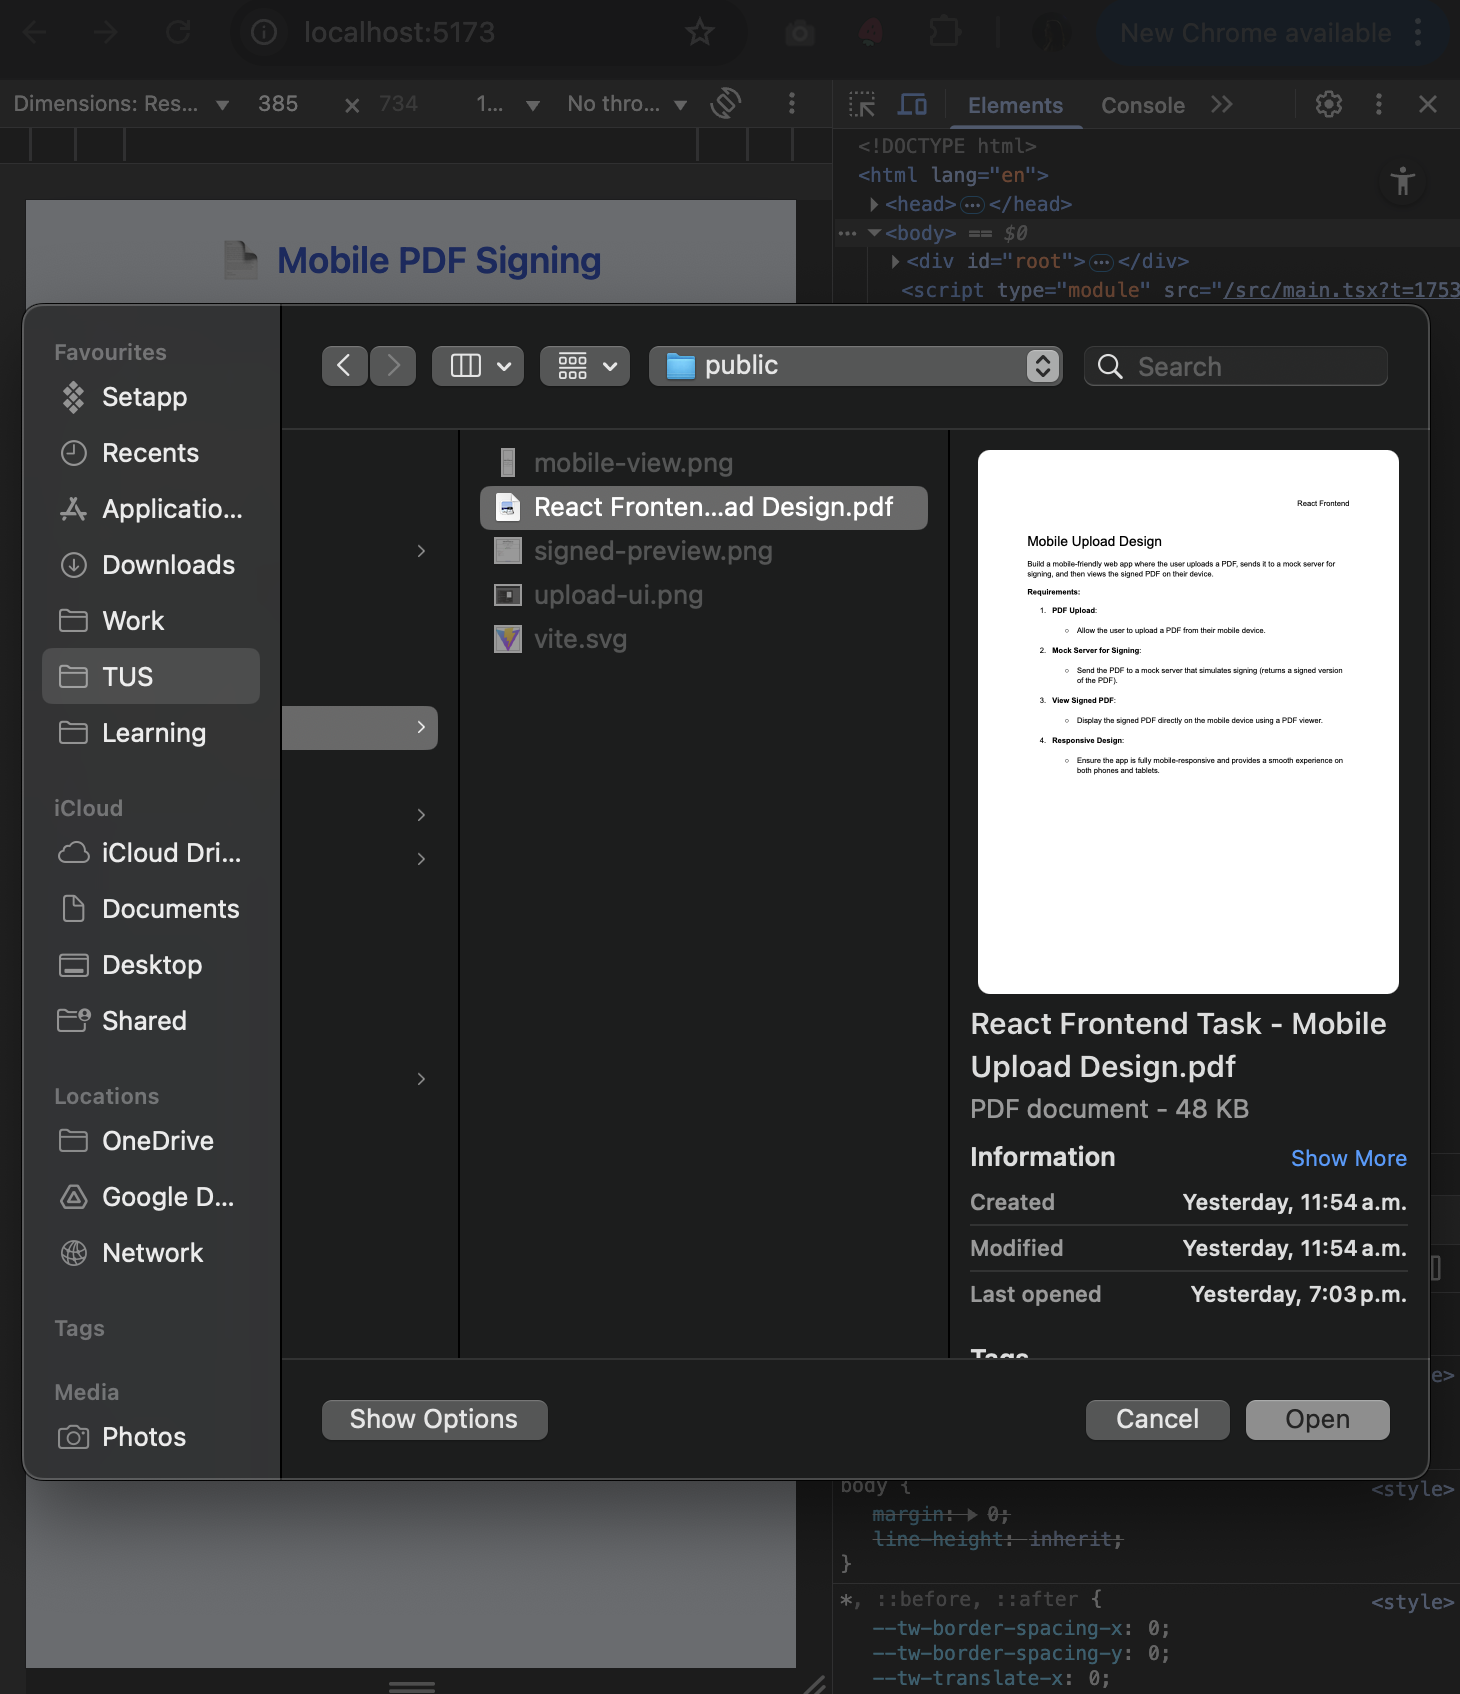 localhost:5173
New Chrome available
Dimensions: Res...
385
×
734
1...
No thro...
Elements
Console
<!DOCTYPE html>
<html lang="en">
<head>
</head>
<body> == $0
<div id="root">
</div>
<script type="module" src="/src/main.tsx?t=1753
Mobile PDF Signing
Favourites
Setapp
Recents
Applicatio...
Downloads
Work
TUS
Learning
iCloud
iCloud Dri...
Documents
Desktop
Shared
Locations
OneDrive
Google D...
Network
Tags
Media
Photos
public
Search
mobile-view.png
React Fronten...ad Design.pdf
signed-preview.png
upload-ui.png
vite.svg
React Frontend
Mobile Upload Design
Build a mobile-friendly web app where the user uploads a PDF, sends it to a mock server for
signing, and then views the signed PDF on their device.
Requirements:
1. PDF Upload:
○ Allow the user to upload a PDF from their mobile device.
2. Mock Server for Signing:
○ Send the PDF to a mock server that simulates signing (returns a signed version
of the PDF).
3. View Signed PDF:
○ Display the signed PDF directly on the mobile device using a PDF viewer.
4. Responsive Design:
○ Ensure the app is fully mobile-responsive and provides a smooth experience on
both phones and tablets.
React Frontend Task - Mobile
Upload Design.pdf
PDF document - 48 KB
Information
Show More
Created
Yesterday, 11:54 a.m.
Modified
Yesterday, 11:54 a.m.
Last opened
Yesterday, 7:03 p.m.
Tags
Show Options
Cancel
Open
e>
body {
<style>
margin: 0;
line-height: inherit;
}
*, ::before, ::after {
<style>
--tw-border-spacing-x: 0;
--tw-border-spacing-y: 0;
--tw-translate-x: 0;